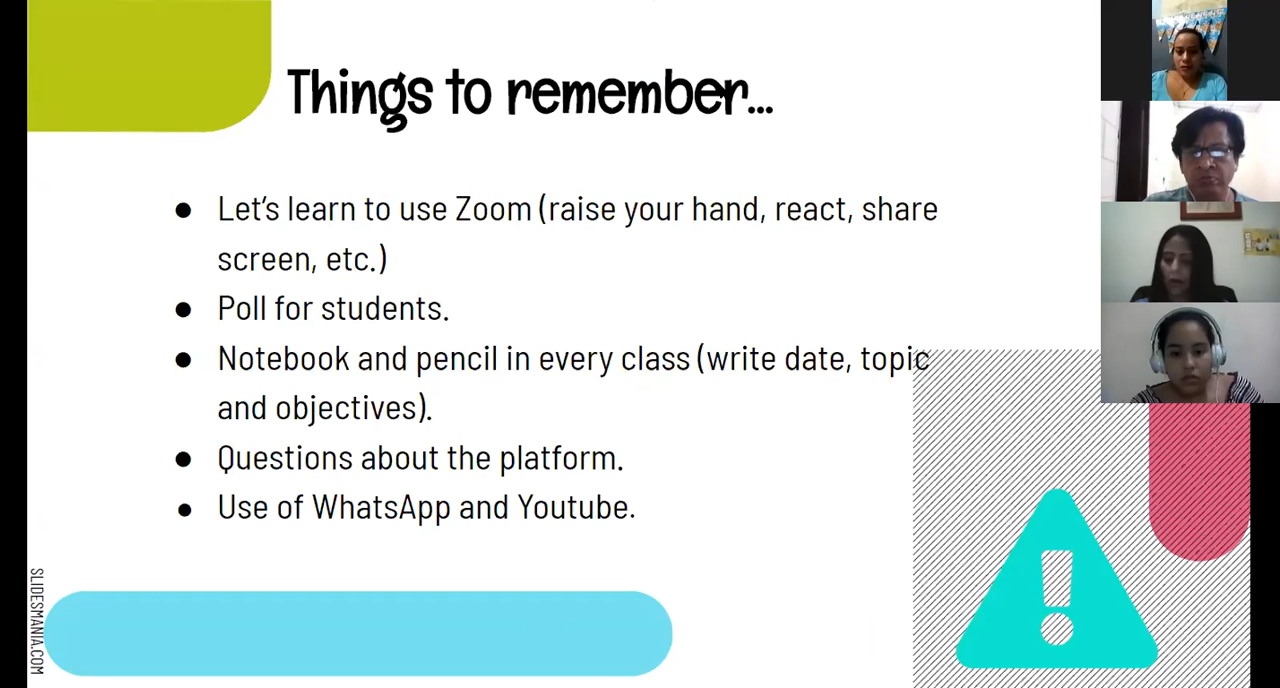 Things to remember...
● Let's learn to use Zoom (raise your hand, react, share
screen, etc.)
● Poll for students.
● Notebook and pencil in every class (write date, topic
and objectives).
● Questions about the platform.
● Use of WhatsApp and Youtube.
SLIDESMANIA.COM